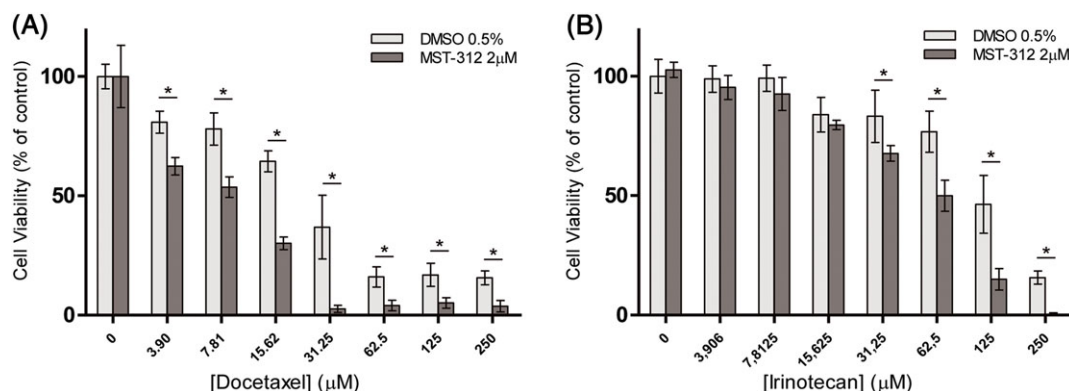 (A)
DMSO 0.5%
MST-312 2μM
Cell Viability (% of control)
100
50
0
* * * * * * *
0 3.90 7.81 15.62 31.25 62.5 125 250
[Docetaxel] (μM)
(B)
DMSO 0.5%
MST-312 2μM
Cell Viability (% of control)
100
50
0
* * * *
0 3,906 7,8125 15,625 31,25 62,5 125 250
[Irinotecan] (μM)